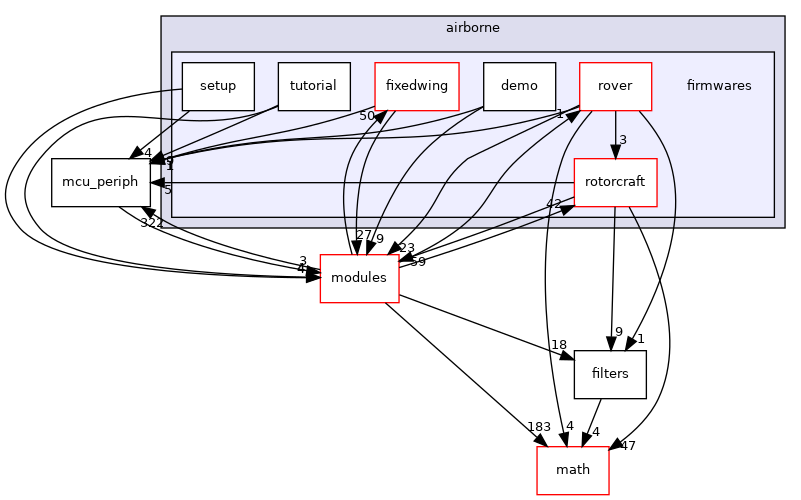 airborne
setup
tutorial
fixedwing
demo
rover
firmwares
50
1
4
3
1
mcu_periph
rotorcraft
5
42
322
27
9
23
3
59
4
modules
18
9
1
filters
183
4
4
47
math